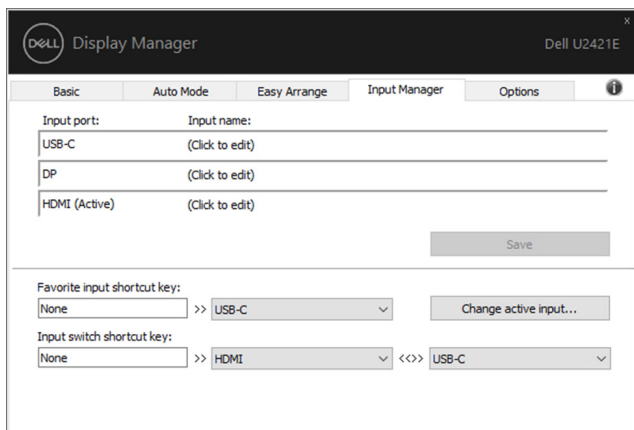 x
DELL Display Manager Dell U2421E
Basic Auto Mode Easy Arrange Input Manager Options i
Input port: Input name:
USB-C (Click to edit)
DP (Click to edit)
HDMI (Active) (Click to edit)
Save
Favorite input shortcut key:
None >> USB-C Change active input...
Input switch shortcut key:
None >> HDMI <<>> USB-C